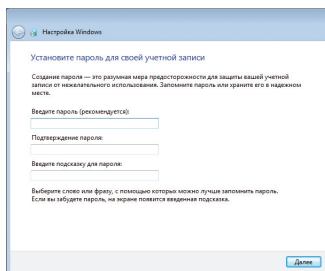 Настройка Windows
Установите пароль для своей учетной записи
Создание пароля — это разумная мера предосторожности для защиты вашей учетной
записи от нежелательного использования. Запомните пароль или храните его в надежном
месте.
Введите пароль (рекомендуется):
Подтверждение пароля:
Введите подсказку для пароля:
Выберите слово или фразу, с помощью которых можно лучше запомнить пароль.
Если вы забудете пароль, на экране появится введенная подсказка.
Далее